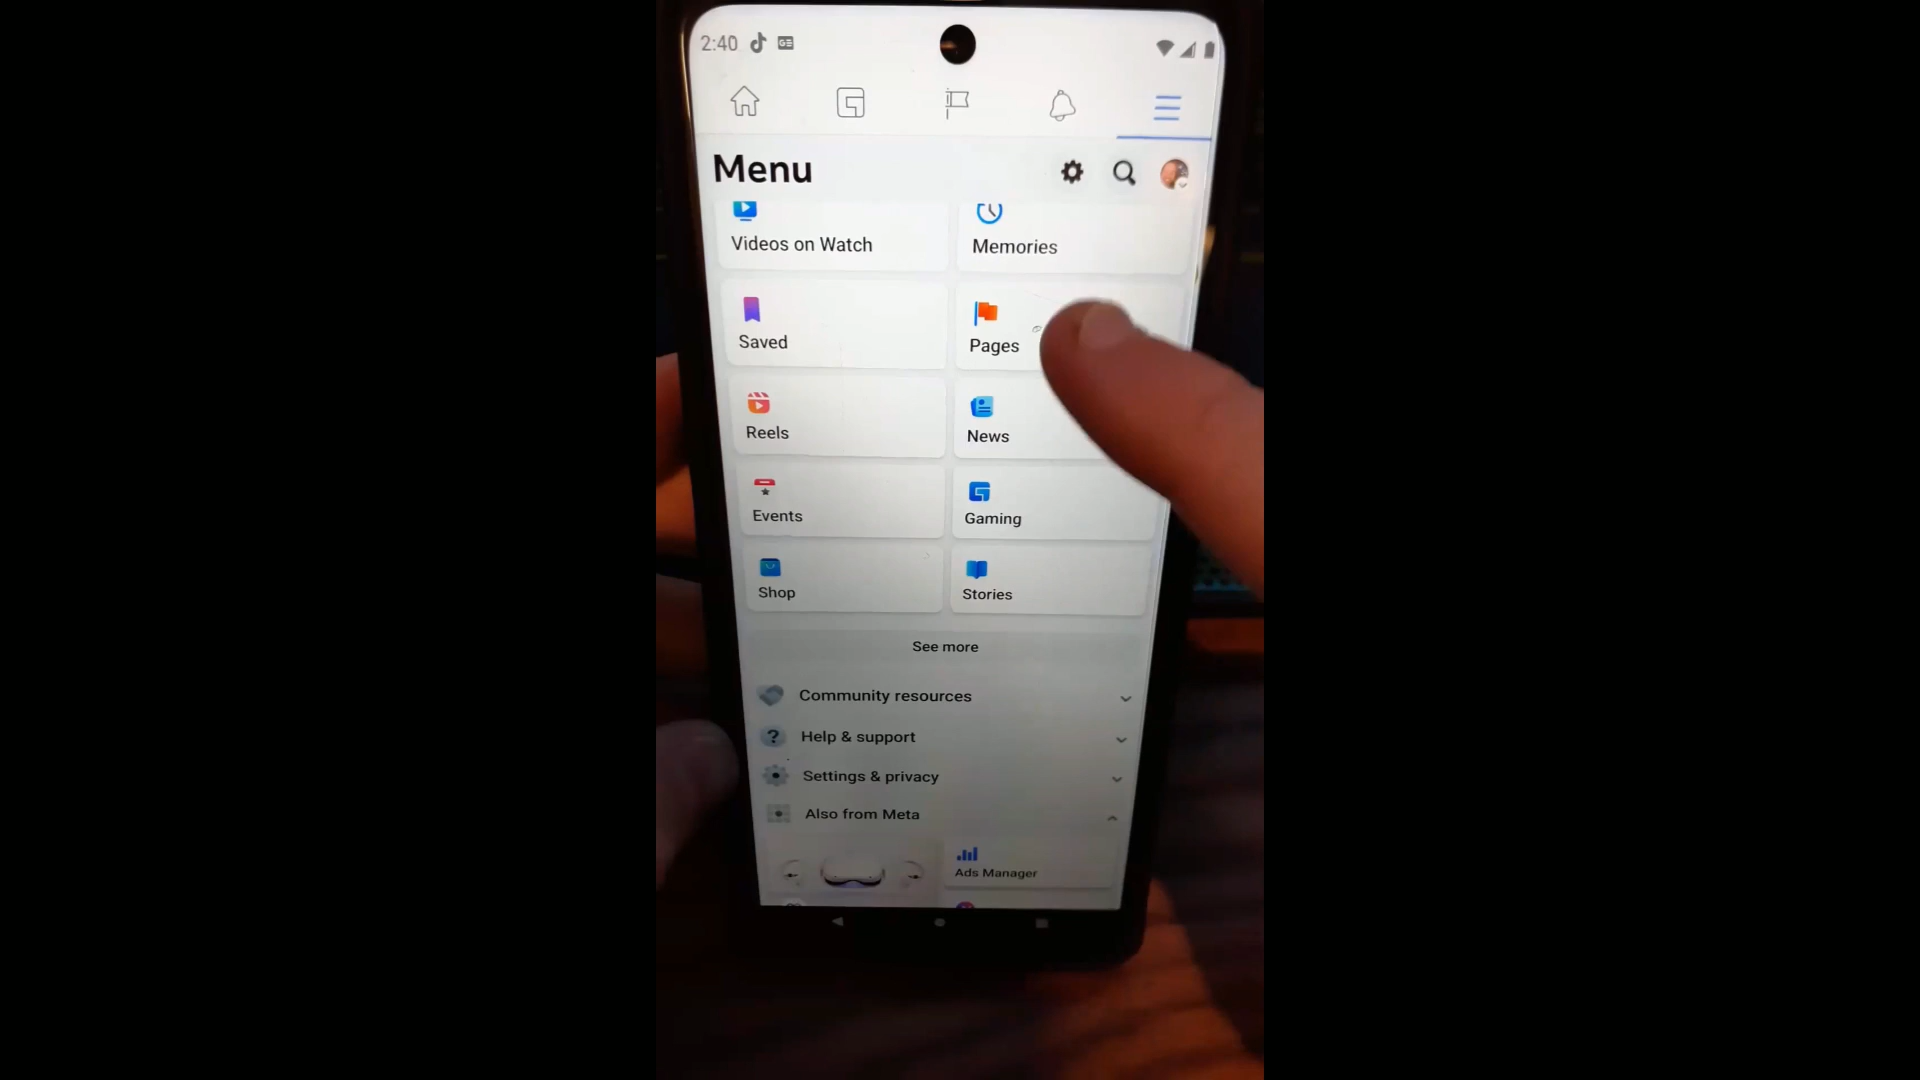 2:40
Menu
Videos on Watch
Memories
Saved
Pages
Reels
News
Events
Gaming
Shop
Stories
See more
Community resources
Help & support
Settings & privacy
Also from Meta
Ads Manager